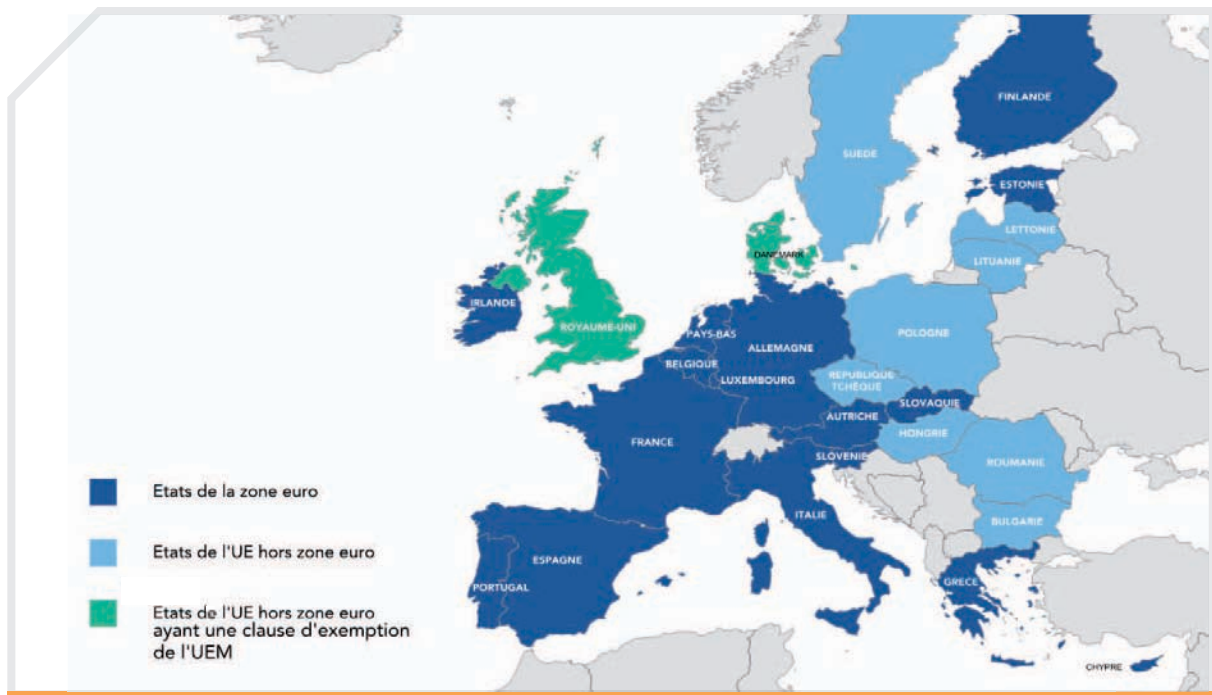 FINLANDE
SUEDE
ESTONIE
LETTONIE
DANEMARK
LITUANIE
IRLANDE
ROYAUME-UNI
PAYS-BAS
POLOGNE
ALLEMAGNE
BELGIQUE
LUXEMBOURG
REPUBLIQUE
TCHÈQUE
SLOVAQUIE
AUTRICHE
HONGRIE
FRANCE
SLOVENIE
ROUMANIE
Etats de la zone euro
ITALIE
BULGARIE
Etats de l'UE hors zone euro
ESPAGNE
GRECE
PORTUGAL
Etats de l'UE hors zone euro
ayant une clause d'exemption
de l'UEM
CHYPRE